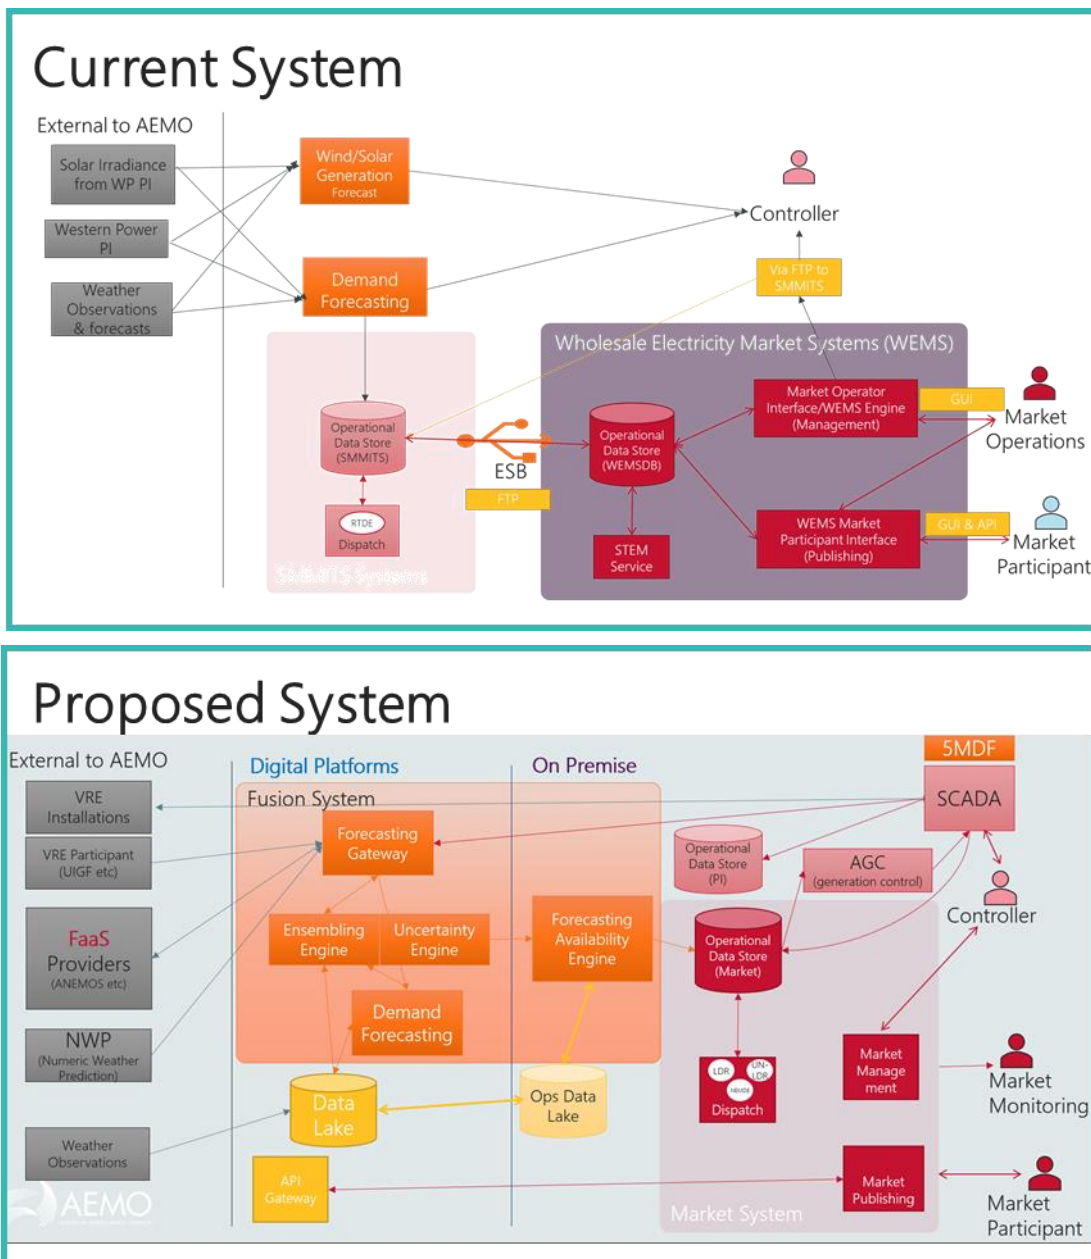 Current System
External to AEMO
Solar Irradiance
from WP PI
Western Power
PI
Weather
Observations
& forecasts
Wind/Solar
Generation
Forecast
Demand
Forecasting
Controller
Via FTP to
SMMITS
Wholesale Electricity Market Systems (WEMS)
Operational
Data Store
(SMMITS)
RTDE
Dispatch
SMMITS Systems
ESB
FTP
Operational
Data Store
(WEMSDB)
STEM
Service
Market Operator
Interface/WEMS Engine
(Management)
WEMS Market
Participant Interface
(Publishing)
GUI
Market
Operations
GUI & API
Market
Participant
Proposed System
External to AEMO
Digital Platforms
On Premise
VRE
Installations
VRE Participant
(UIGF etc)
FaaS
Providers
(ANEMOS etc)
NWP
(Numeric Weather
Prediction)
Weather
Observations
AEMO
Fusion System
Forecasting
Gateway
Ensembling
Engine
Uncertainty
Engine
Demand
Forecasting
Forecasting
Availability
Engine
Data
Lake
Ops Data
Lake
API
Gateway
5MDF
SCADA
Operational
Data Store
(PI)
AGC
(generation control)
Controller
Operational
Data Store
(Market)
LDR
UN-
LDR
Dispatch
Market
Manage
ment
Market
Monitoring
Market
Publishing
Market System
Market
Participant